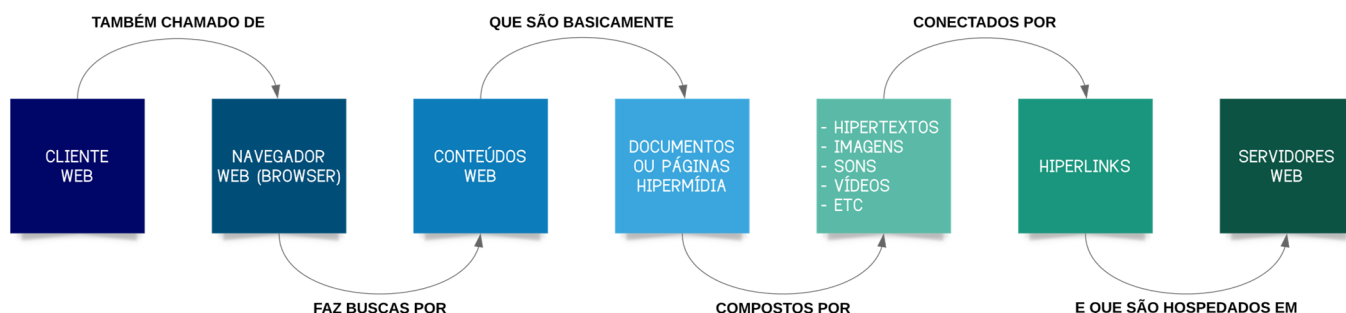 TAMBÉM CHAMADO DE
QUE SÃO BASICAMENTE
CONECTADOS POR
CLIENTE
WEB
NAVEGADOR
WEB (BROWSER)
CONTEÚDOS
WEB
DOCUMENTOS
OU PÁGINAS
HIPERMÍDIA
- HIPERTEXTOS
- IMAGENS
- SONS
- VÍDEOS
- ETC
HIPERLINKS
SERVIDORES
WEB
FAZ BUSCAS POR
COMPOSTOS POR
E QUE SÃO HOSPEDADOS EM